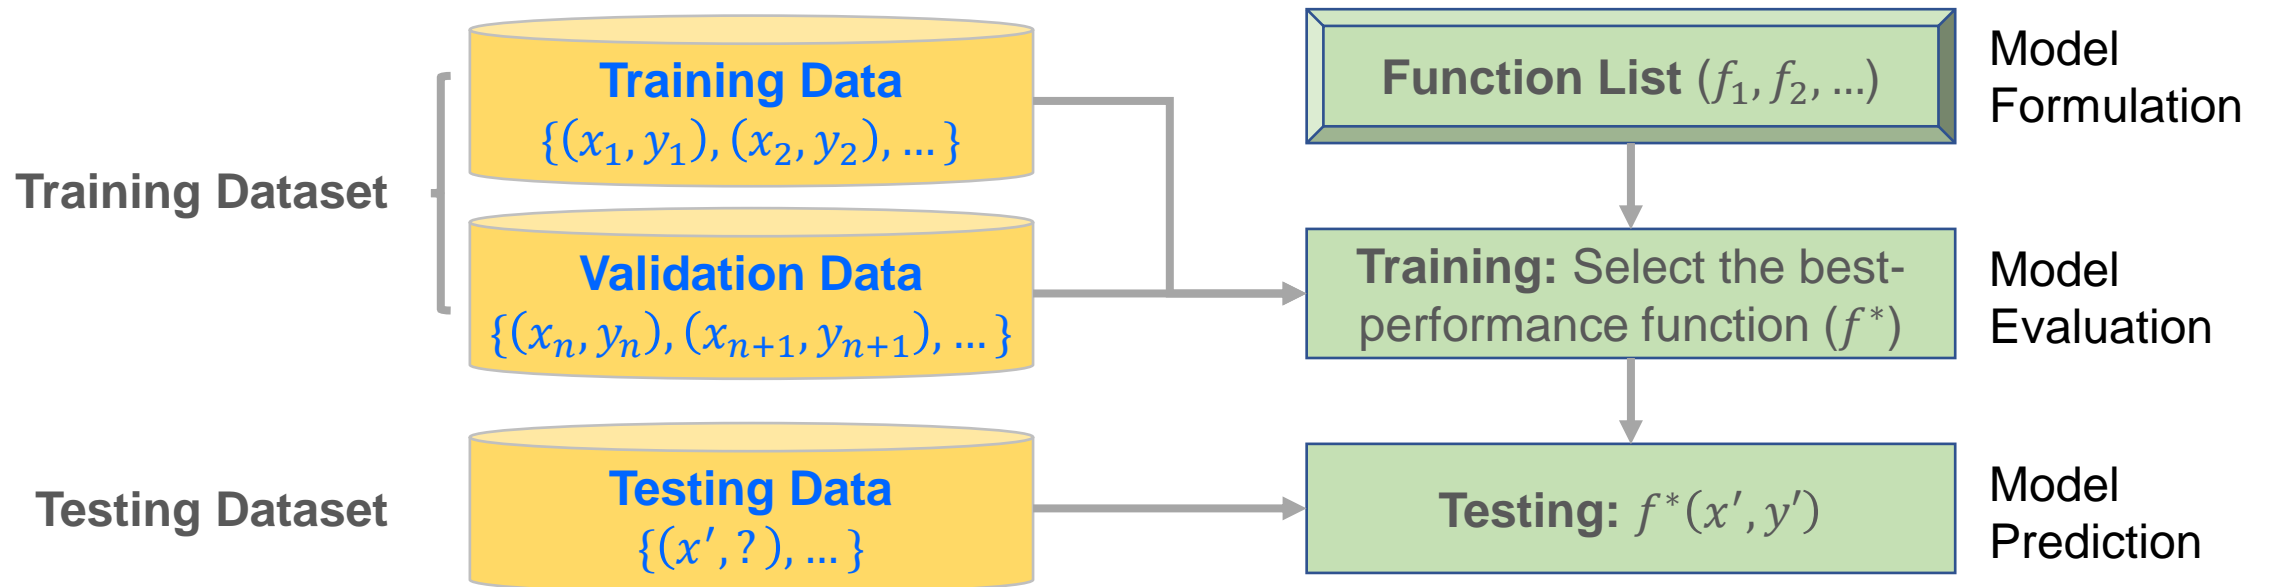 Training Dataset
Training Data
{(x₁, y₁), (x₂, y₂), … }
Validation Data
{(xₙ, yₙ), (xₙ₊₁, yₙ₊₁), … }
Testing Dataset
Testing Data
{(x′, ? ), … }
Function List (f₁, f₂, …)
Model
Formulation
Training: Select the best-
performance function (f*)
Model
Evaluation
Testing: f*(x′, y′)
Model
Prediction